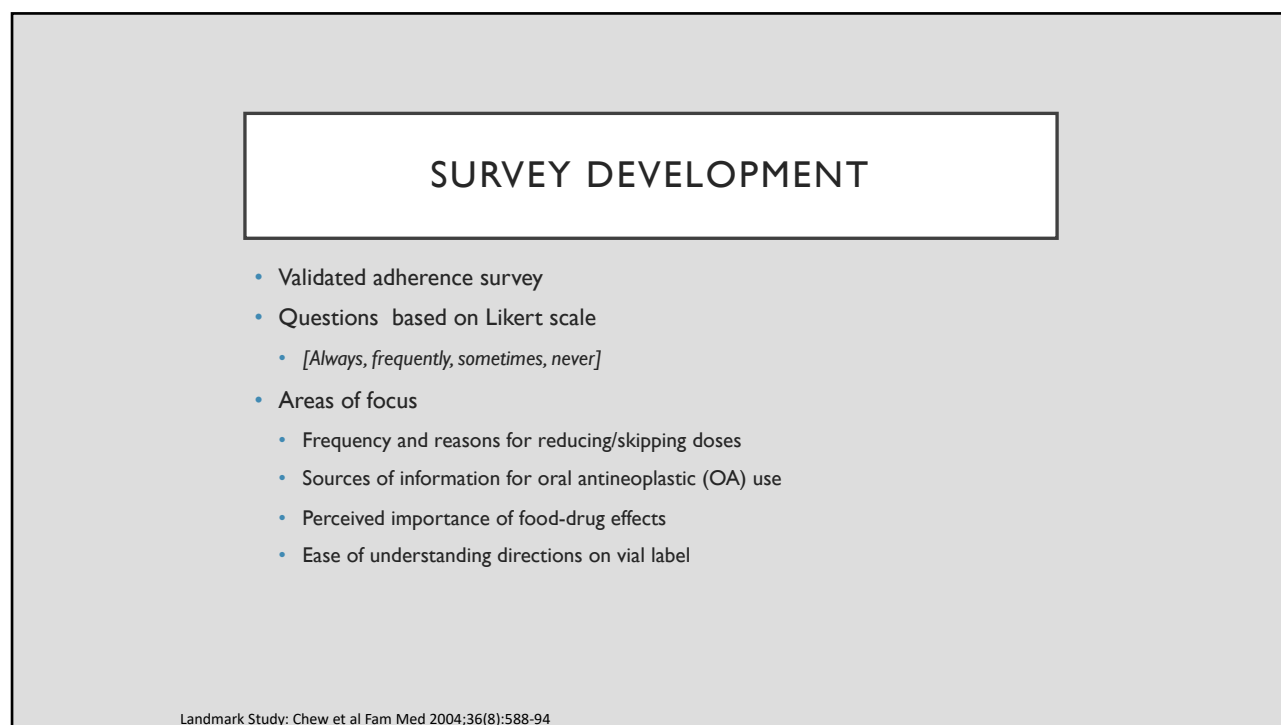 SURVEY DEVELOPMENT
• Validated adherence survey
• Questions  based on Likert scale
• [Always, frequently, sometimes, never]
• Areas of focus
• Frequency and reasons for reducing/skipping doses
• Sources of information for oral antineoplastic (OA) use
• Perceived importance of food-drug effects
• Ease of understanding directions on vial label
Landmark Study: Chew et al Fam Med 2004;36(8):588-94